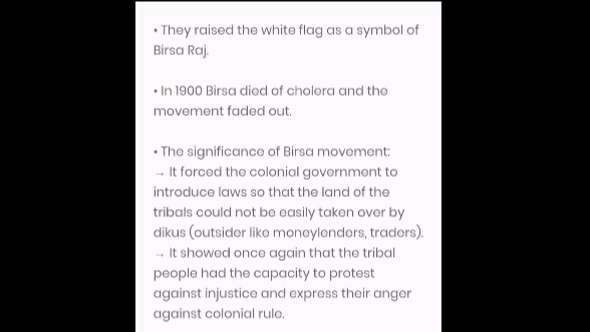 • They raised the white flag as a symbol of
Birsa Raj.
• In 1900 Birsa died of cholera and the
movement faded out.
• The significance of Birsa movement:
→ It forced the colonial government to
introduce laws so that the land of the
tribals could not be easily taken over by
dikus (outsider like moneylenders, traders).
→ It showed once again that the tribal
people had the capacity to protest
against injustice and express their anger
against colonial rule.